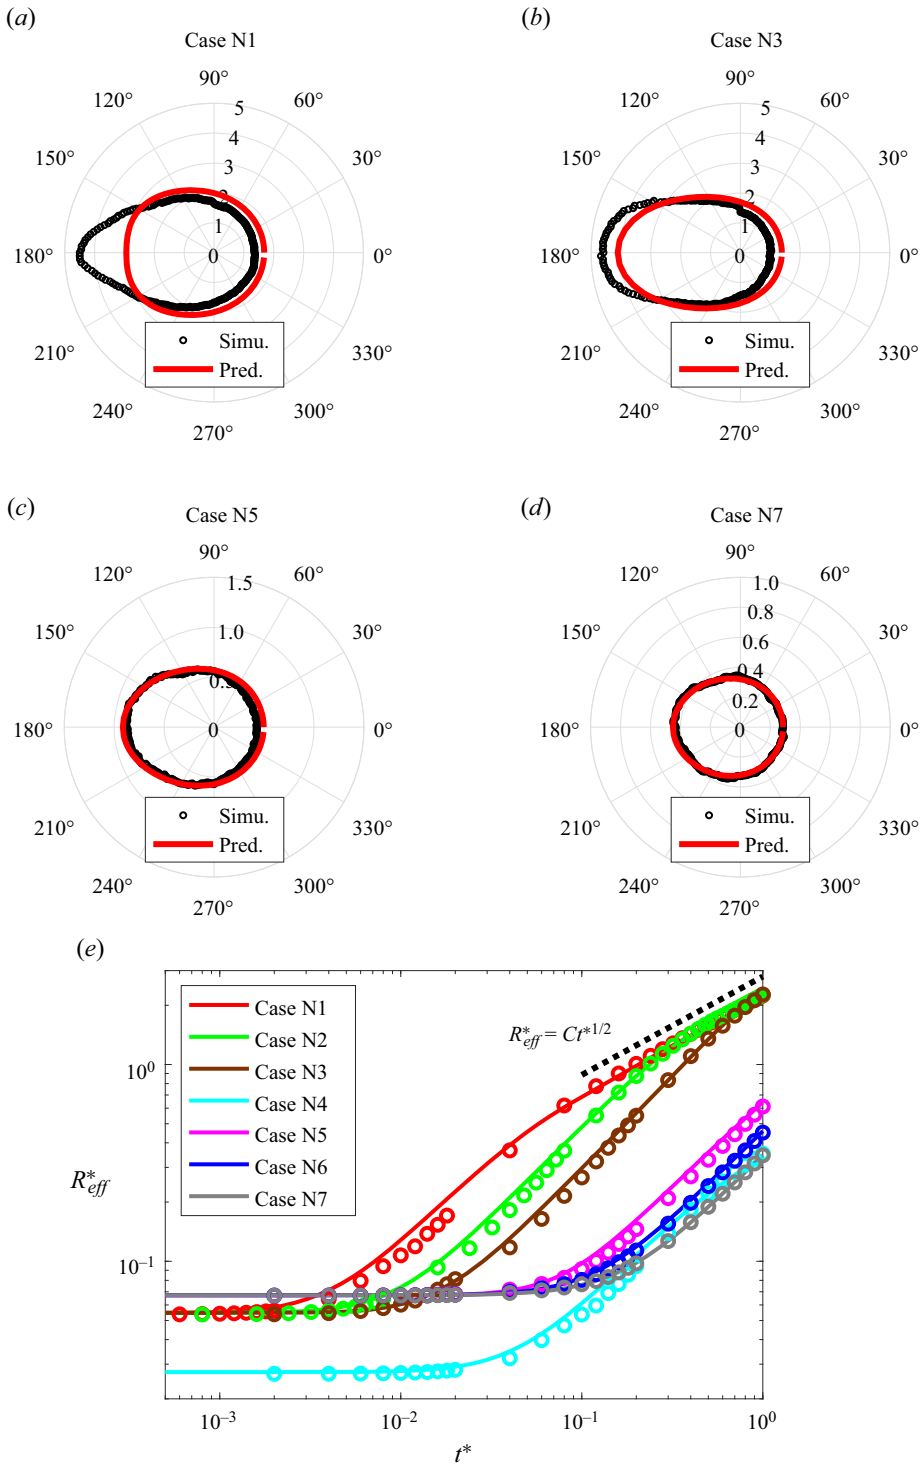 (a)
Case N1
90°
120°
60°
150°
30°
180°
0°
210°
330°
240°
300°
270°
5
4
3
2
1
0
Simu.
Pred.
(b)
Case N3
90°
120°
60°
150°
30°
180°
0°
210°
330°
240°
300°
270°
5
4
3
2
1
0
Simu.
Pred.
(c)
Case N5
90°
120°
60°
150°
30°
180°
0°
210°
330°
240°
300°
270°
1.5
1.0
0
Simu.
Pred.
(d)
Case N7
90°
120°
60°
150°
30°
180°
0°
210°
330°
240°
300°
270°
1.0
0.8
0.6
0.4
0.2
0
Simu.
Pred.
(e)
Case N1
Case N2
Case N3
Case N4
Case N5
Case N6
Case N7
R*eff = Ct*1/2
10⁰
R*eff
10⁻¹
10⁻³
10⁻²
10⁻¹
10⁰
t*